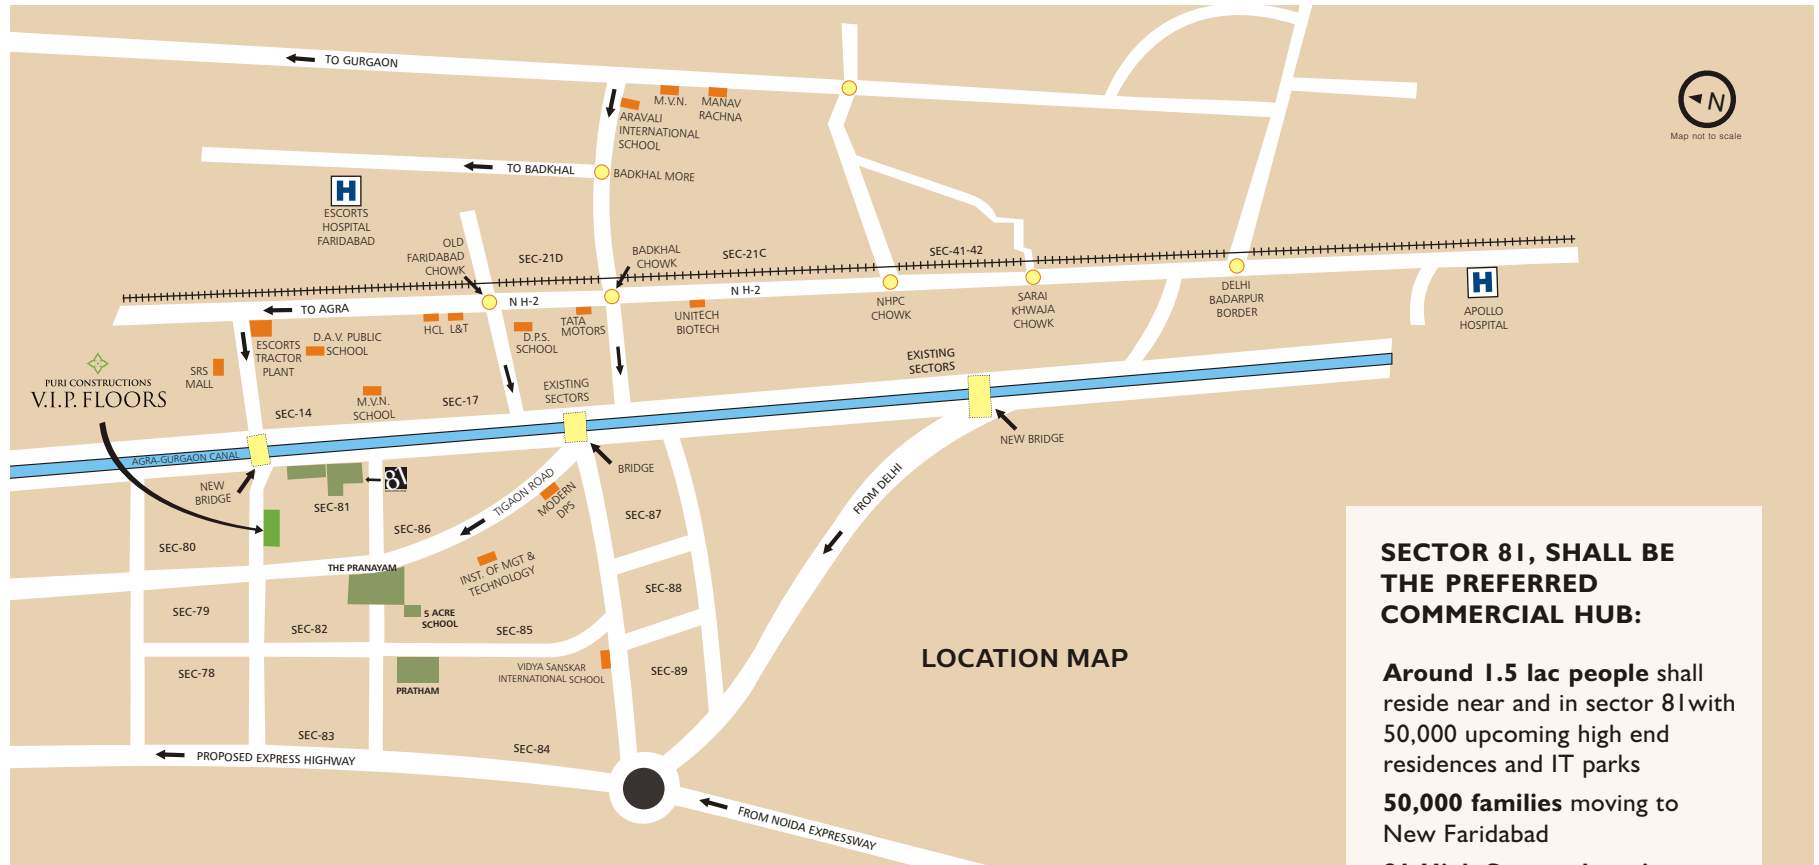 TO GURGAON
M.V.N.
MANAV
RACHNA
ARAVALI
INTERNATIONAL
SCHOOL
N
Map not to scale
TO BADKHAL
BADKHAL MORE
H
ESCORTS
HOSPITAL
FARIDABAD
OLD
FARIDABAD
CHOWK
SEC-21D
BADKHAL
CHOWK
SEC-21C
SEC-41-42
TO AGRA
N H-2
N H-2
NHPC
CHOWK
SARAI
KHWAJA
CHOWK
DELHI
BADARPUR
BORDER
H
APOLLO
HOSPITAL
ESCORTS
TRACTOR
PLANT
D.A.V. PUBLIC
SCHOOL
HCL
L&T
D.P.S.
SCHOOL
TATA
MOTORS
UNITECH
BIOTECH
SRS
MALL
PURI CONSTRUCTIONS
V.I.P. FLOORS
SEC-14
M.V.N.
SCHOOL
SEC-17
EXISTING
SECTORS
EXISTING
SECTORS
AGRA-GURGAON CANAL
NEW
BRIDGE
BRIDGE
NEW BRIDGE
81
SEC-81
SEC-86
TIGAON ROAD
MODERN
DPS
SEC-87
FROM DELHI
SEC-80
THE PRANAYAM
INST. OF MGT &
TECHNOLOGY
SEC-88
SEC-79
5 ACRE
SCHOOL
SEC-82
SEC-85
SEC-78
PRATHAM
VIDYA SANSKAR
INTERNATIONAL SCHOOL
SEC-89
LOCATION MAP
SEC-83
SEC-84
PROPOSED EXPRESS HIGHWAY
FROM NOIDA EXPRESSWAY
SECTOR 81, SHALL BE
THE PREFERRED
COMMERCIAL HUB:
Around 1.5 lac people shall
reside near and in sector 81with
50,000 upcoming high end
residences and IT parks
50,000 families moving to
New Faridabad